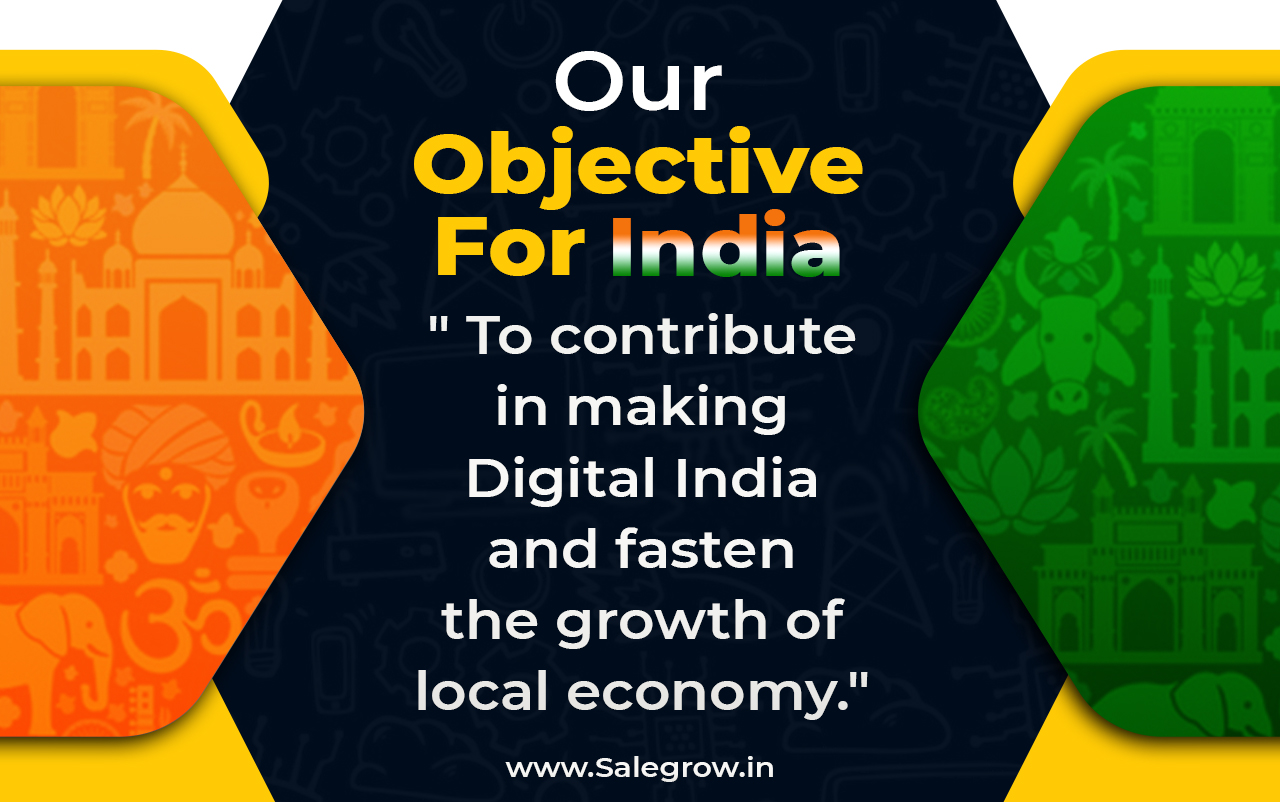 Our
Objective
For India
" To contribute
in making
Digital India
and fasten
the growth of
local economy."
www.Salegrow.in